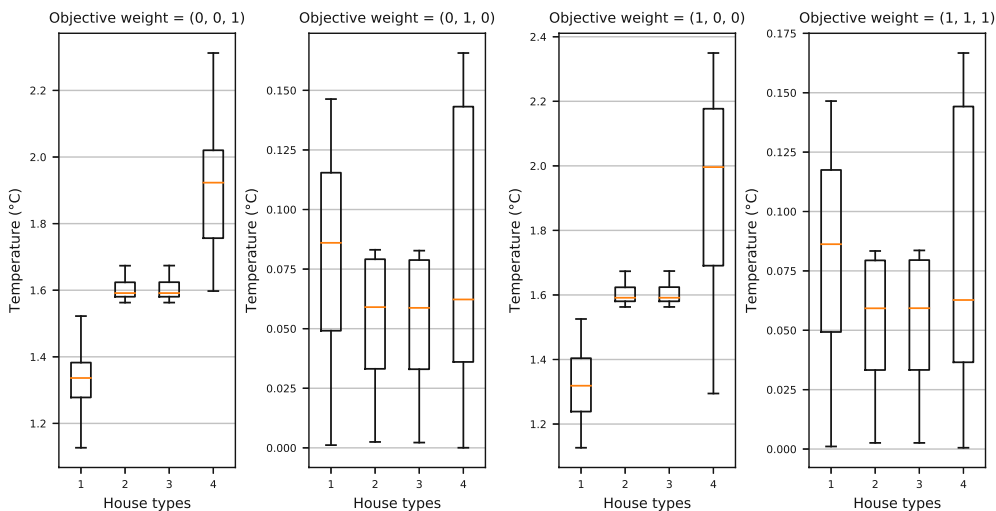 Objective weight = (0, 0, 1)
Temperature (°C)
2.2
2.0
1.8
1.6
1.4
1.2
1 2 3 4
House types
Objective weight = (0, 1, 0)
Temperature (°C)
0.150
0.125
0.100
0.075
0.050
0.025
0.000
1 2 3 4
House types
Objective weight = (1, 0, 0)
Temperature (°C)
2.4
2.2
2.0
1.8
1.6
1.4
1.2
1 2 3 4
House types
Objective weight = (1, 1, 1)
Temperature (°C)
0.175
0.150
0.125
0.100
0.075
0.050
0.025
0.000
1 2 3 4
House types